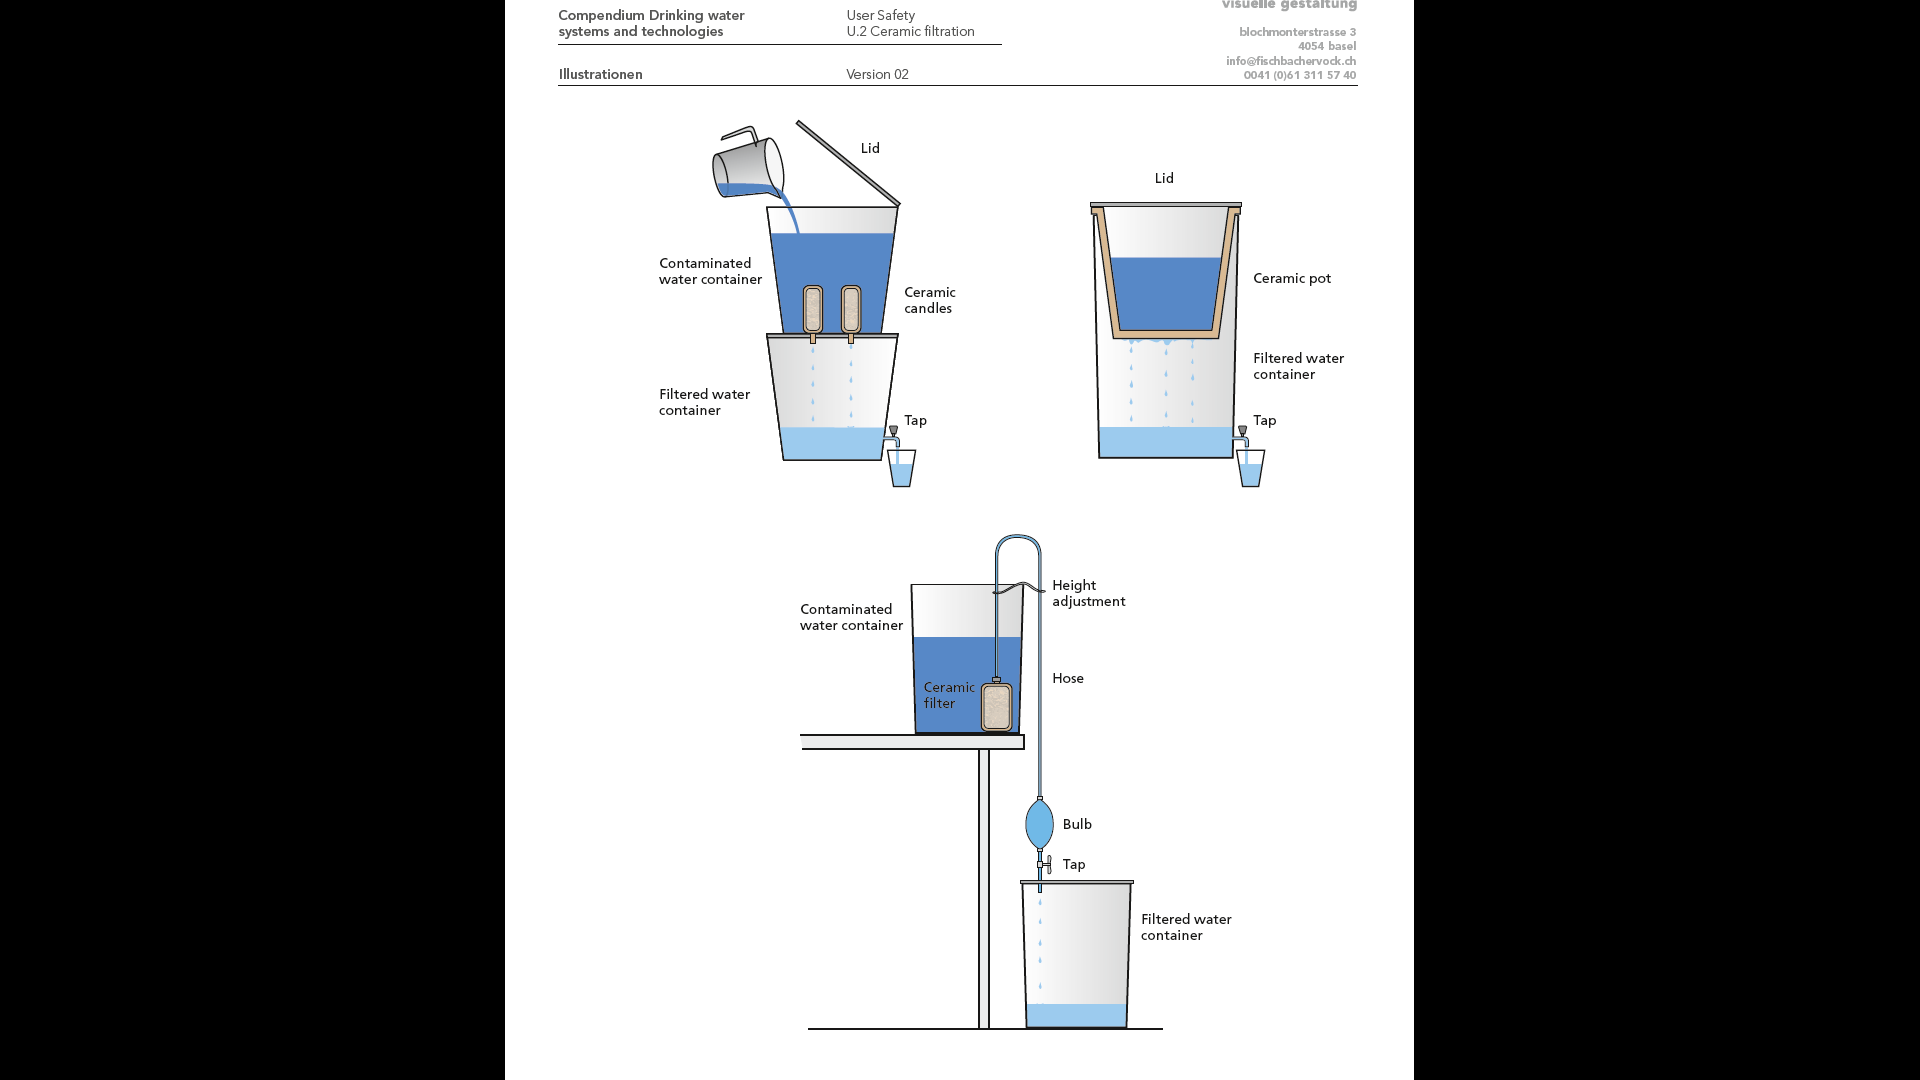 Compendium Drinking water
systems and technologies
User Safety
U.2 Ceramic filtration
visuelle gestaltung
blochmonterstrasse 3
4054 basel
info@fischbachervock.ch
0041 (0)61 311 57 40
Illustrationen
Version 02
Lid
Contaminated
water container
Ceramic
candles
Filtered water
container
Tap
Lid
Ceramic pot
Filtered water
container
Tap
Height
adjustment
Contaminated
water container
Hose
Ceramic
filter
Bulb
Tap
Filtered water
container